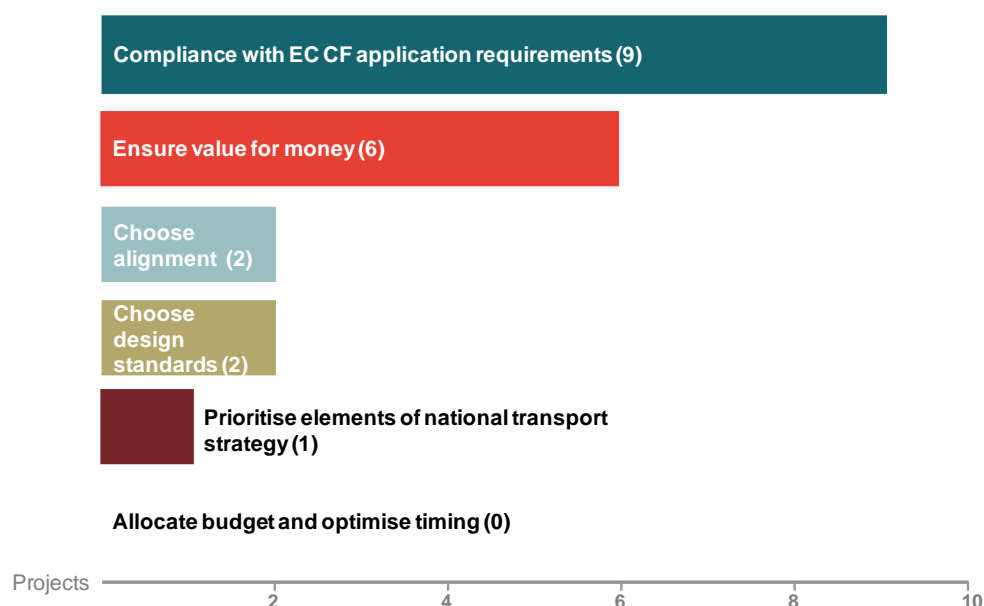 Compliance with EC CF application requirements (9)
Ensure value for money (6)
Choose
alignment (2)
Choose
design
standards (2)
Prioritise elements of national transport
strategy (1)
Allocate budget and optimise timing (0)
Projects
2 4 6 8 10